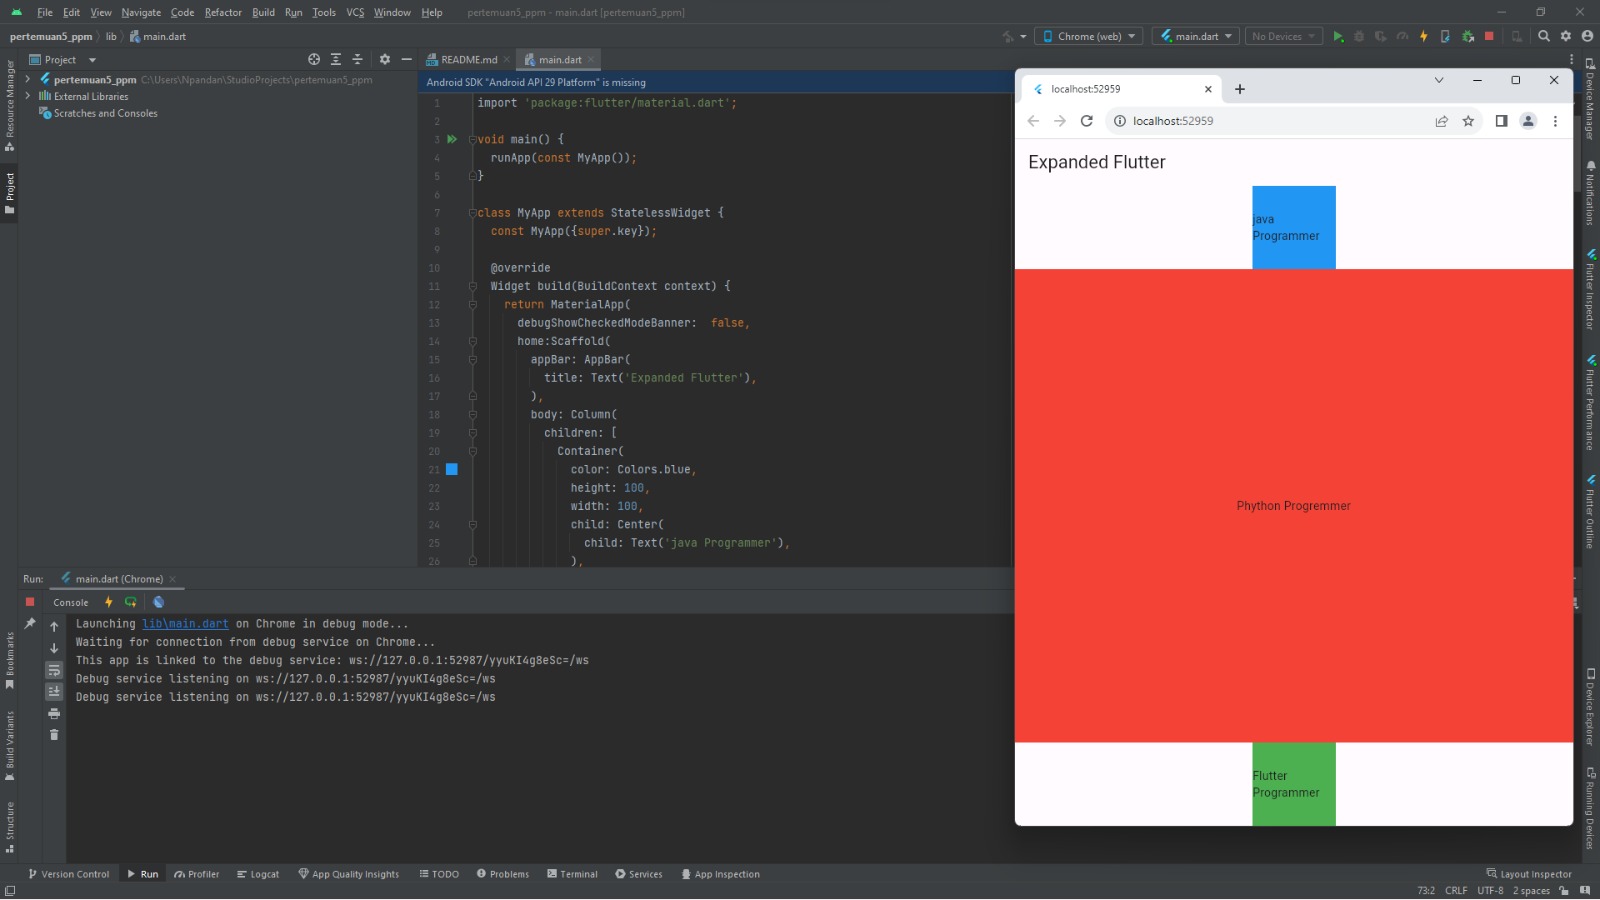 File Edit View Navigate Code Refactor Build Run Tools VCS Window Help pertemuan5_ppm - main.dart [pertemuan5_ppm]
pertemuan5_ppm lib main.dart
Chrome (web) main.dart No Devices
Project
README.md main.dart
pertemuan5_ppm C:\Users\Npandan\StudioProjects\pertemuan5_ppm
External Libraries
Scratches and Consoles
Android SDK "Android API 29 Platform" is missing
1 import 'package:flutter/material.dart';
2
3 void main() {
4 runApp(const MyApp());
5 }
6
7 class MyApp extends StatelessWidget {
8 const MyApp({super.key});
9
10 @override
11 Widget build(BuildContext context) {
12 return MaterialApp(
13 debugShowCheckedModeBanner: false,
14 home:Scaffold(
15 appBar: AppBar(
16 title: Text('Expanded Flutter'),
17 ),
18 body: Column(
19 children: [
20 Container(
21 color: Colors.blue,
22 height: 100,
23 width: 100,
24 child: Center(
25 child: Text('java Programmer'),
26 ),
localhost:52959
localhost:52959
Expanded Flutter
java
Programmer
Phython Progremmer
Flutter
Programmer
Run: main.dart (Chrome)
Console
Launching lib\main.dart on Chrome in debug mode...
Waiting for connection from debug service on Chrome...
This app is linked to the debug service: ws://127.0.0.1:52987/yyuKI4g8eSc=/ws
Debug service listening on ws://127.0.0.1:52987/yyuKI4g8eSc=/ws
Debug service listening on ws://127.0.0.1:52987/yyuKI4g8eSc=/ws
Resource Manager
Project
Bookmarks
Build Variants
Structure
Device Manager
Notifications
Flutter Inspector
Flutter Performance
Flutter Outline
Device Explorer
Running Devices
Version Control Run Profiler Logcat App Quality Insights TODO Problems Terminal Services App Inspection Layout Inspector
73:2 CRLF UTF-8 2 spaces